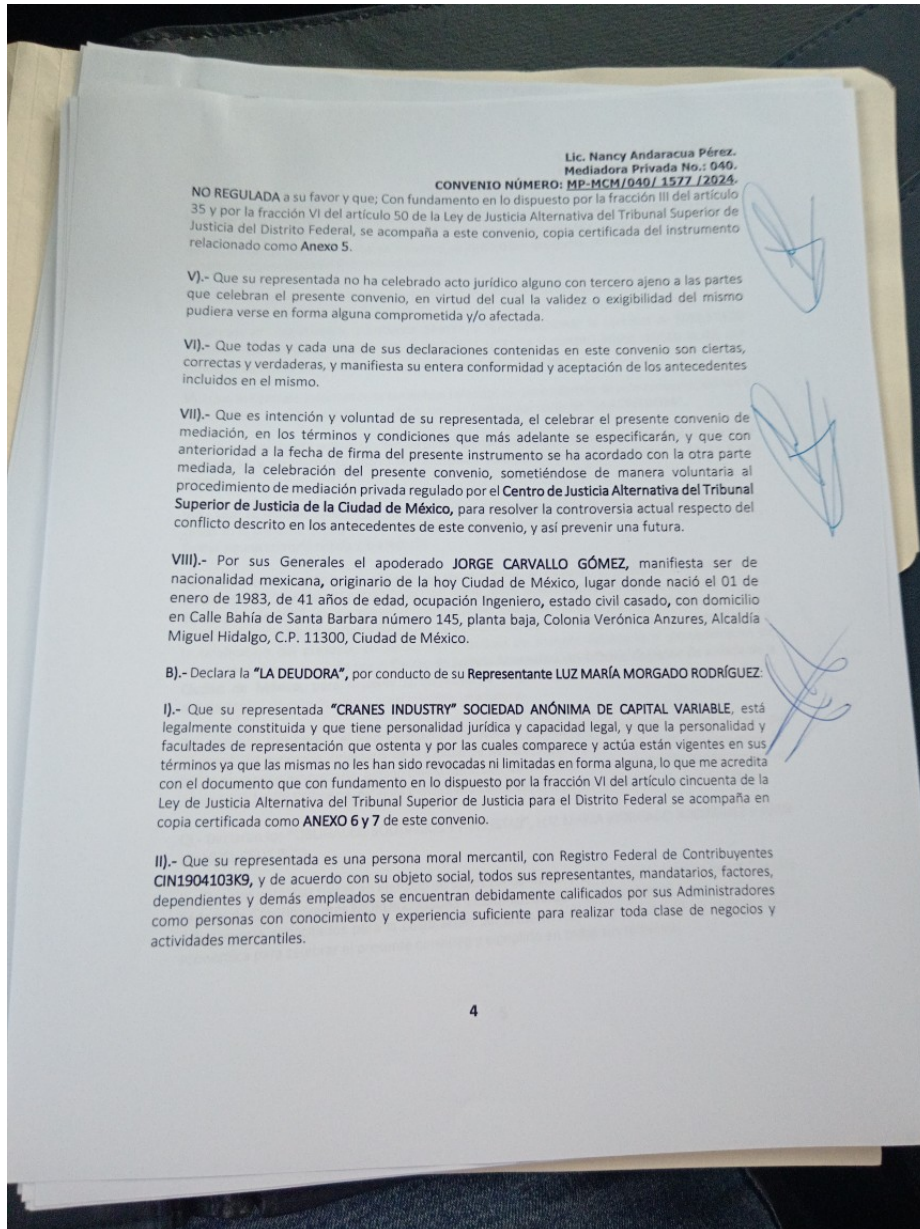 Lic. Nancy Andaracua Pérez.
Mediadora Privada No.: 040.
CONVENIO NÚMERO: MP-MCM/040/ 1577 /2024.
NO REGULADA a su favor y que; Con fundamento en lo dispuesto por la fracción III del artículo
35 y por la fracción VI del artículo 50 de la Ley de Justicia Alternativa del Tribunal Superior de
Justicia del Distrito Federal, se acompaña a este convenio, copia certificada del instrumento
relacionado como Anexo 5.
V).- Que su representada no ha celebrado acto jurídico alguno con tercero ajeno a las partes
que celebran el presente convenio, en virtud del cual la validez o exigibilidad del mismo
pudiera verse en forma alguna comprometida y/o afectada.
VI).- Que todas y cada una de sus declaraciones contenidas en este convenio son ciertas,
correctas y verdaderas, y manifiesta su entera conformidad y aceptación de los antecedentes
incluidos en el mismo.
VII).- Que es intención y voluntad de su representada, el celebrar el presente convenio de
mediación, en los términos y condiciones que más adelante se especificarán, y que con
anterioridad a la fecha de firma del presente instrumento se ha acordado con la otra parte
mediada, la celebración del presente convenio, sometiéndose de manera voluntaria al
procedimiento de mediación privada regulado por el Centro de Justicia Alternativa del Tribunal
Superior de Justicia de la Ciudad de México, para resolver la controversia actual respecto del
conflicto descrito en los antecedentes de este convenio, y así prevenir una futura.
VIII).- Por sus Generales el apoderado JORGE CARVALLO GÓMEZ, manifiesta ser de
nacionalidad mexicana, originario de la hoy Ciudad de México, lugar donde nació el 01 de
enero de 1983, de 41 años de edad, ocupación Ingeniero, estado civil casado, con domicilio
en Calle Bahía de Santa Barbara número 145, planta baja, Colonia Verónica Anzures, Alcaldía
Miguel Hidalgo, C.P. 11300, Ciudad de México.
B).- Declara la "LA DEUDORA", por conducto de su Representante LUZ MARÍA MORGADO RODRÍGUEZ:
I).- Que su representada "CRANES INDUSTRY" SOCIEDAD ANÓNIMA DE CAPITAL VARIABLE, está
legalmente constituida y que tiene personalidad jurídica y capacidad legal, y que la personalidad y
facultades de representación que ostenta y por las cuales comparece y actúa están vigentes en sus
términos ya que las mismas no les han sido revocadas ni limitadas en forma alguna, lo que me acredita
con el documento que con fundamento en lo dispuesto por la fracción VI del artículo cincuenta de la
Ley de Justicia Alternativa del Tribunal Superior de Justicia para el Distrito Federal se acompaña en
copia certificada como ANEXO 6 y 7 de este convenio.
II).- Que su representada es una persona moral mercantil, con Registro Federal de Contribuyentes
CIN1904103K9, y de acuerdo con su objeto social, todos sus representantes, mandatarios, factores,
dependientes y demás empleados se encuentran debidamente calificados por sus Administradores
como personas con conocimiento y experiencia suficiente para realizar toda clase de negocios y
actividades mercantiles.
4